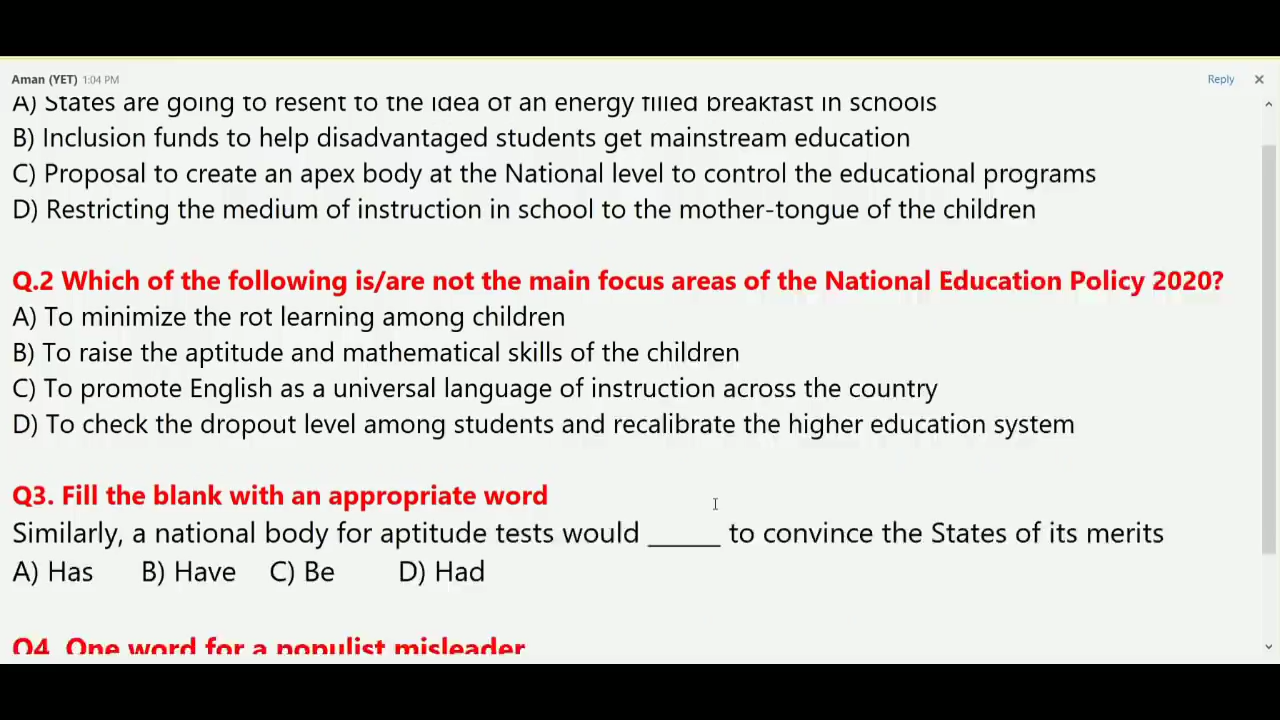 Aman (YET) 1:04 PM
Reply
A) States are going to resent to the idea of an energy filled breakfast in schools
B) Inclusion funds to help disadvantaged students get mainstream education
C) Proposal to create an apex body at the National level to control the educational programs
D) Restricting the medium of instruction in school to the mother-tongue of the children
Q.2 Which of the following is/are not the main focus areas of the National Education Policy 2020?
A) To minimize the rot learning among children
B) To raise the aptitude and mathematical skills of the children
C) To promote English as a universal language of instruction across the country
D) To check the dropout level among students and recalibrate the higher education system
Q3. Fill the blank with an appropriate word
Similarly, a national body for aptitude tests would _____ to convince the States of its merits
A) Has B) Have C) Be D) Had
Q4. One word for a populist misleader